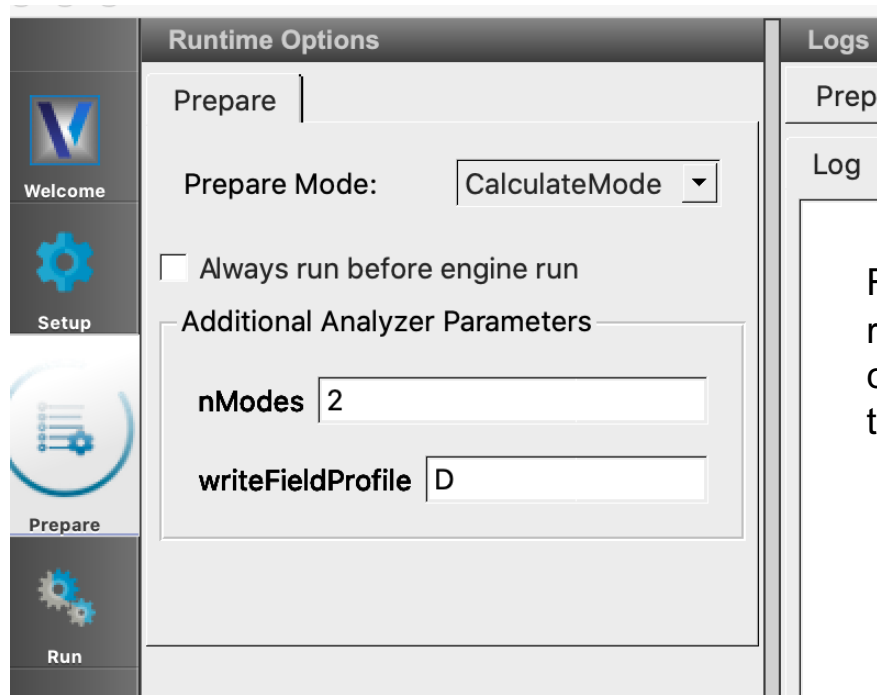 Runtime Options
Logs
Prepare
Prep
Prepare Mode:
CalculateMode
Log
Welcome
Always run before engine run
Setup
Additional Analyzer Parameters
nModes
2
writeFieldProfile
D
Prepare
Run